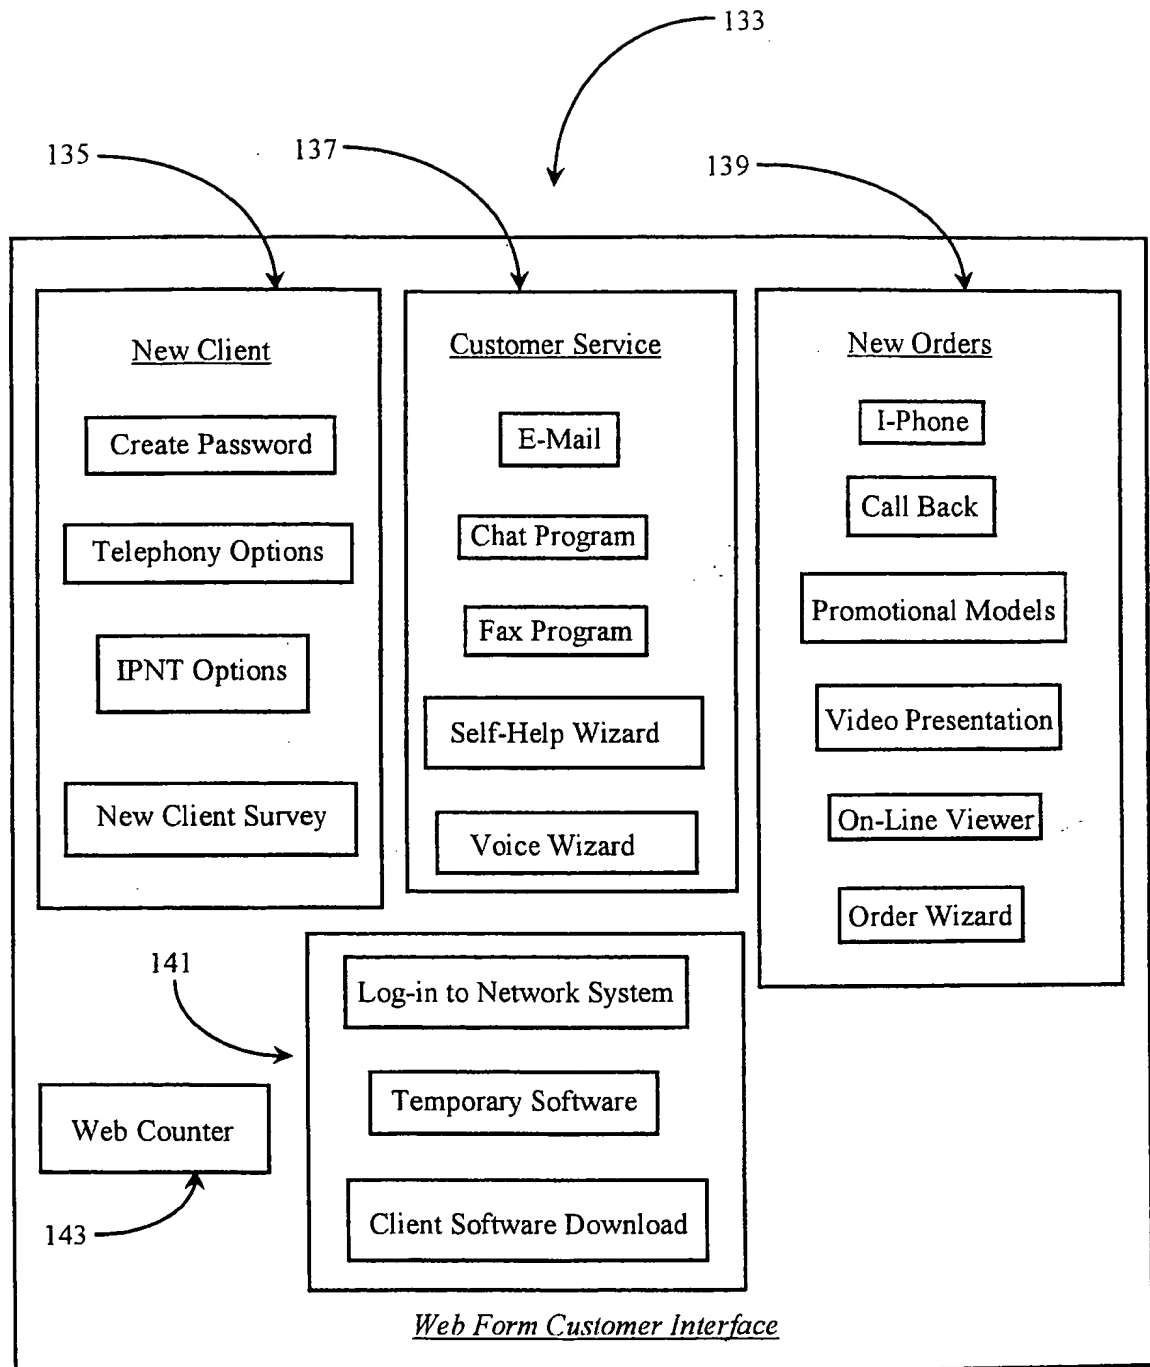 133
135
137
139
New Client
Create Password
Telephony Options
IPNT Options
New Client Survey
Customer Service
E-Mail
Chat Program
Fax Program
Self-Help Wizard
Voice Wizard
New Orders
I-Phone
Call Back
Promotional Models
Video Presentation
On-Line Viewer
Order Wizard
141
Log-in to Network System
Temporary Software
Client Software Download
Web Counter
143
Web Form Customer Interface